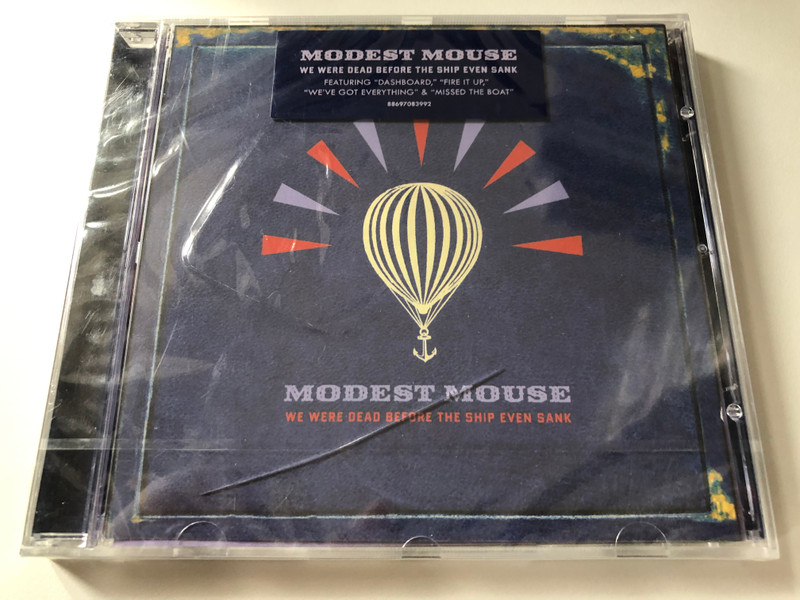 MODEST MOUSE
WE WERE DEAD BEFORE THE SHIP EVEN SANK
FEATURING "DASHBOARD," "FIRE IT UP,"
"WE'VE GOT EVERYTHING" & "MISSED THE BOAT"
88697083992
MODEST MOUSE
WE WERE DEAD BEFORE THE SHIP EVEN SANK